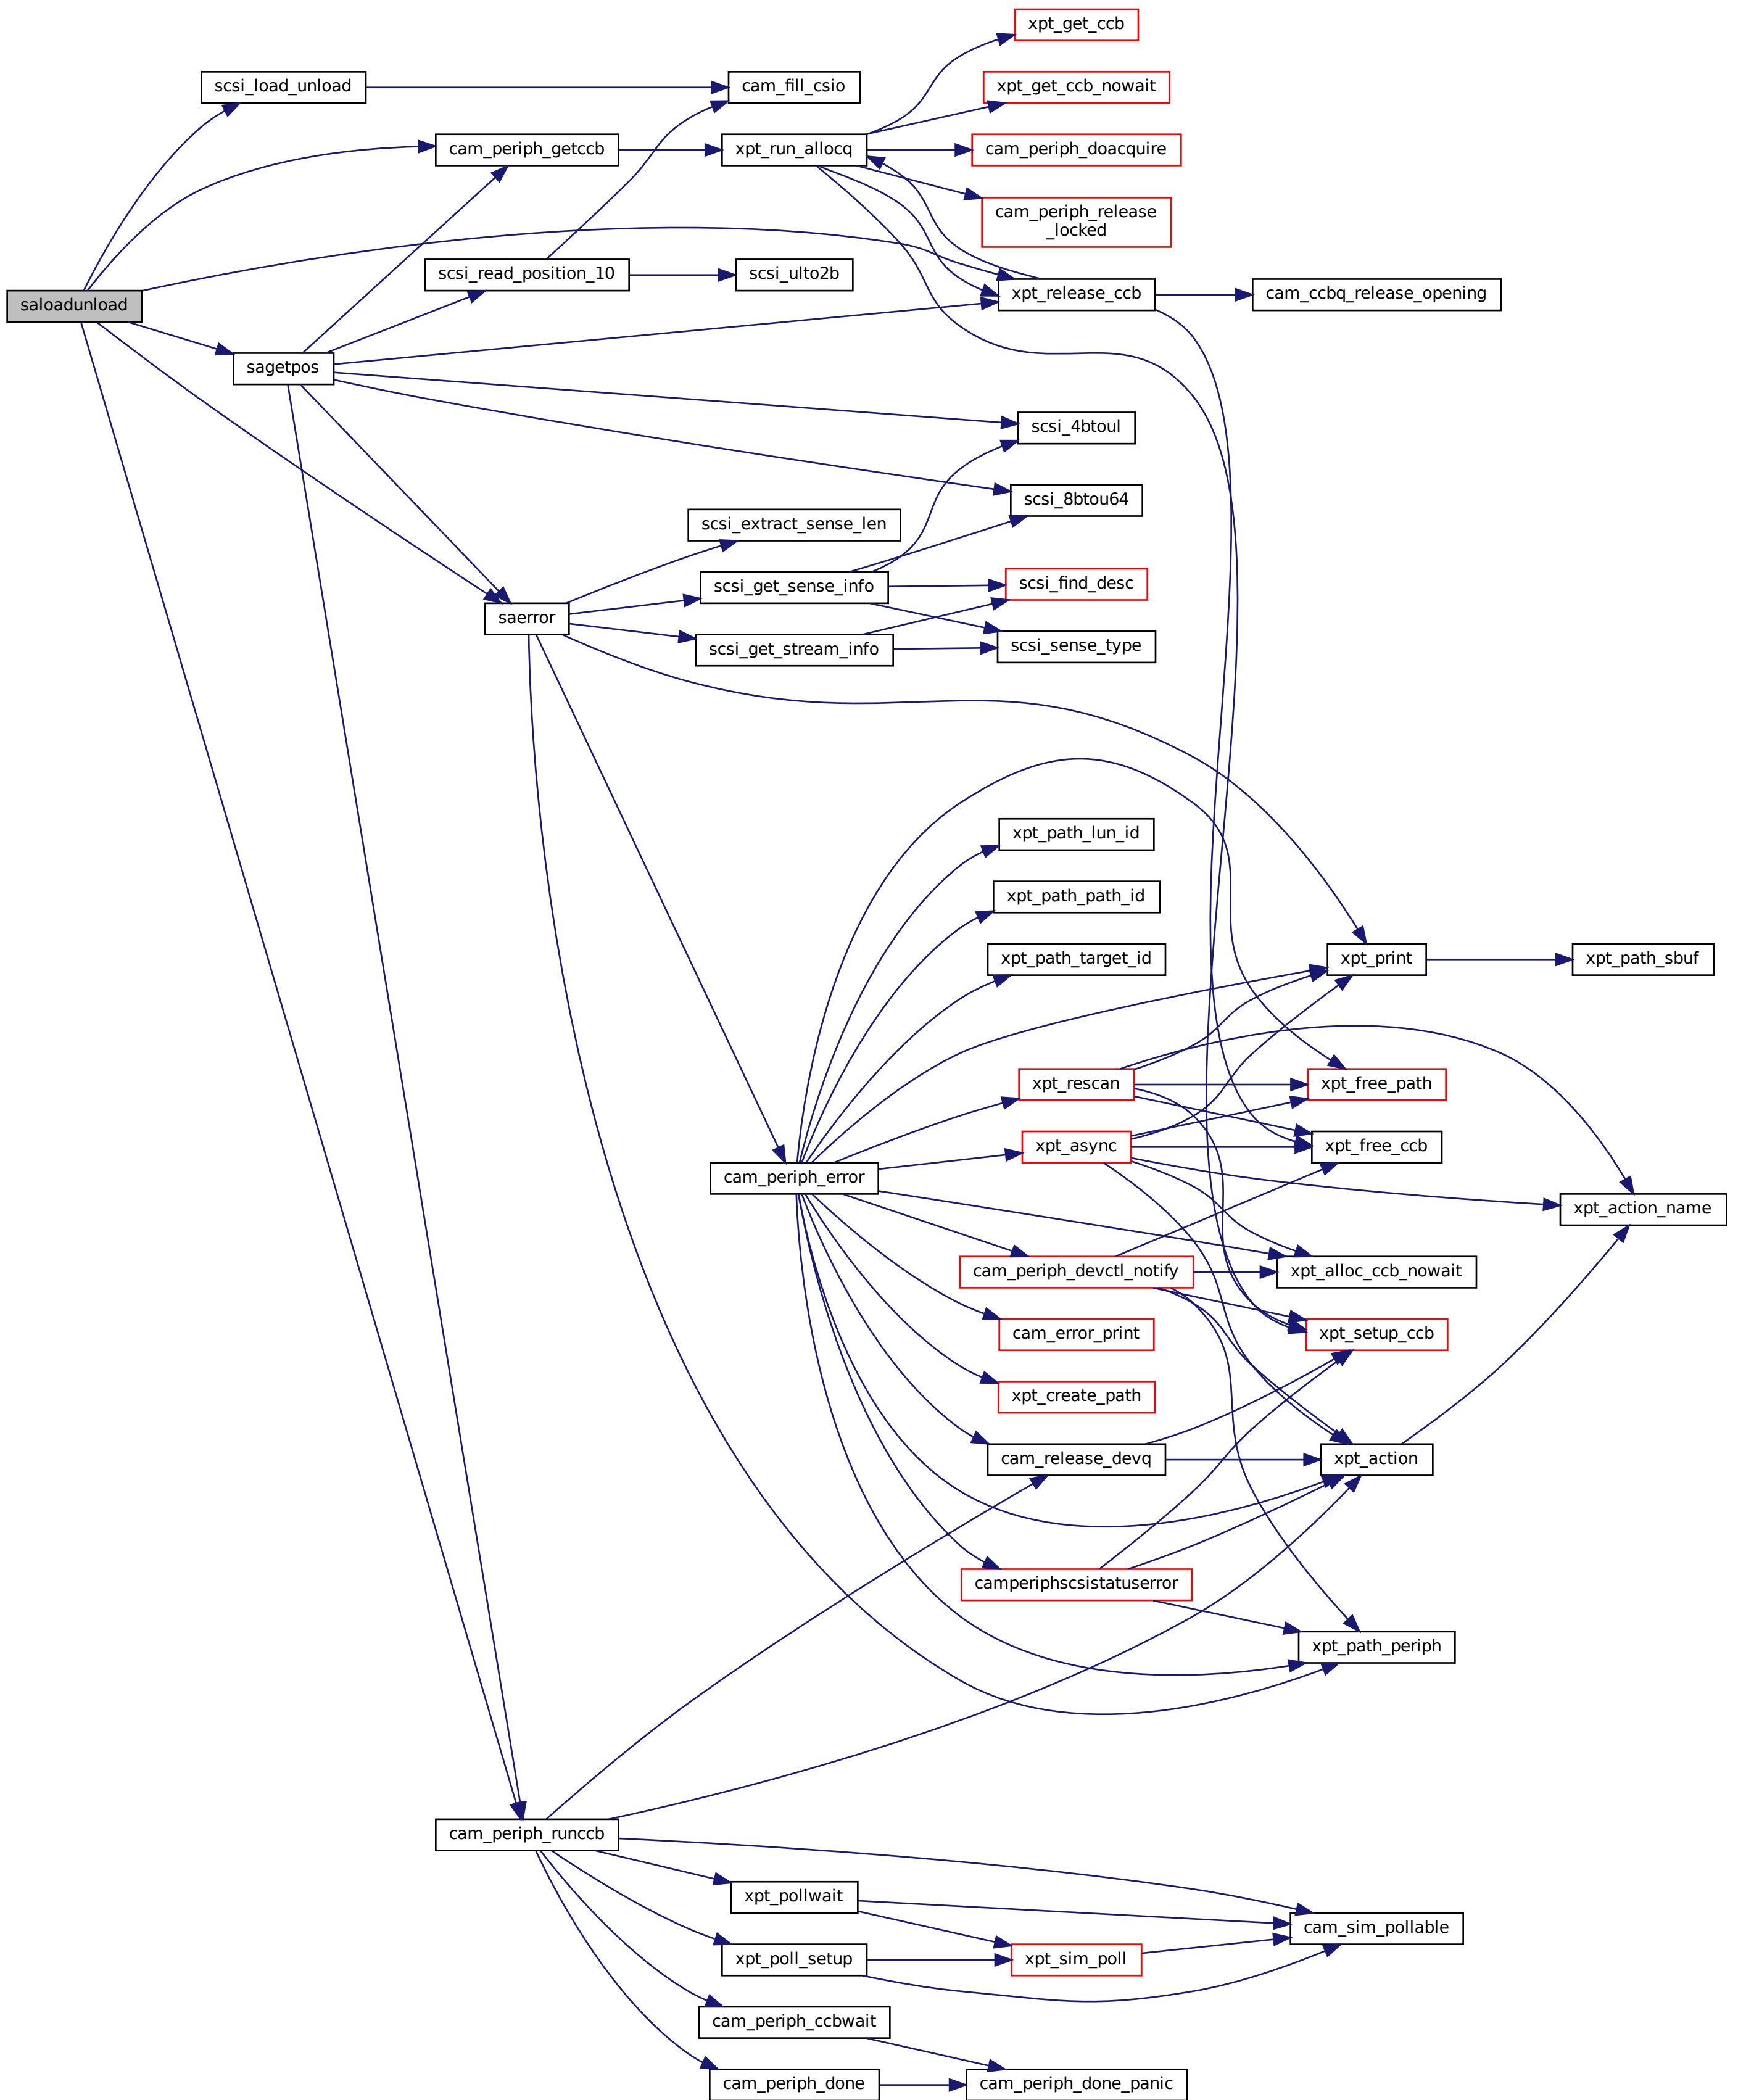 xpt_get_ccb
scsi_load_unload
cam_fill_csio
xpt_get_ccb_nowait
cam_periph_getccb
xpt_run_allocq
cam_periph_doacquire
cam_periph_release
_locked
scsi_read_position_10
scsi_ulto2b
saloadunload
xpt_release_ccb
cam_ccbq_release_opening
sagetpos
scsi_4btoul
scsi_8btou64
scsi_extract_sense_len
scsi_get_sense_info
scsi_find_desc
saerror
scsi_get_stream_info
scsi_sense_type
xpt_path_lun_id
xpt_path_path_id
xpt_path_target_id
xpt_print
xpt_path_sbuf
xpt_rescan
xpt_free_path
xpt_async
xpt_free_ccb
cam_periph_error
xpt_action_name
cam_periph_devctl_notify
xpt_alloc_ccb_nowait
cam_error_print
xpt_setup_ccb
xpt_create_path
cam_release_devq
xpt_action
camperiphscsistatuserror
xpt_path_periph
cam_periph_runccb
xpt_pollwait
cam_sim_pollable
xpt_poll_setup
xpt_sim_poll
cam_periph_ccbwait
cam_periph_done
cam_periph_done_panic